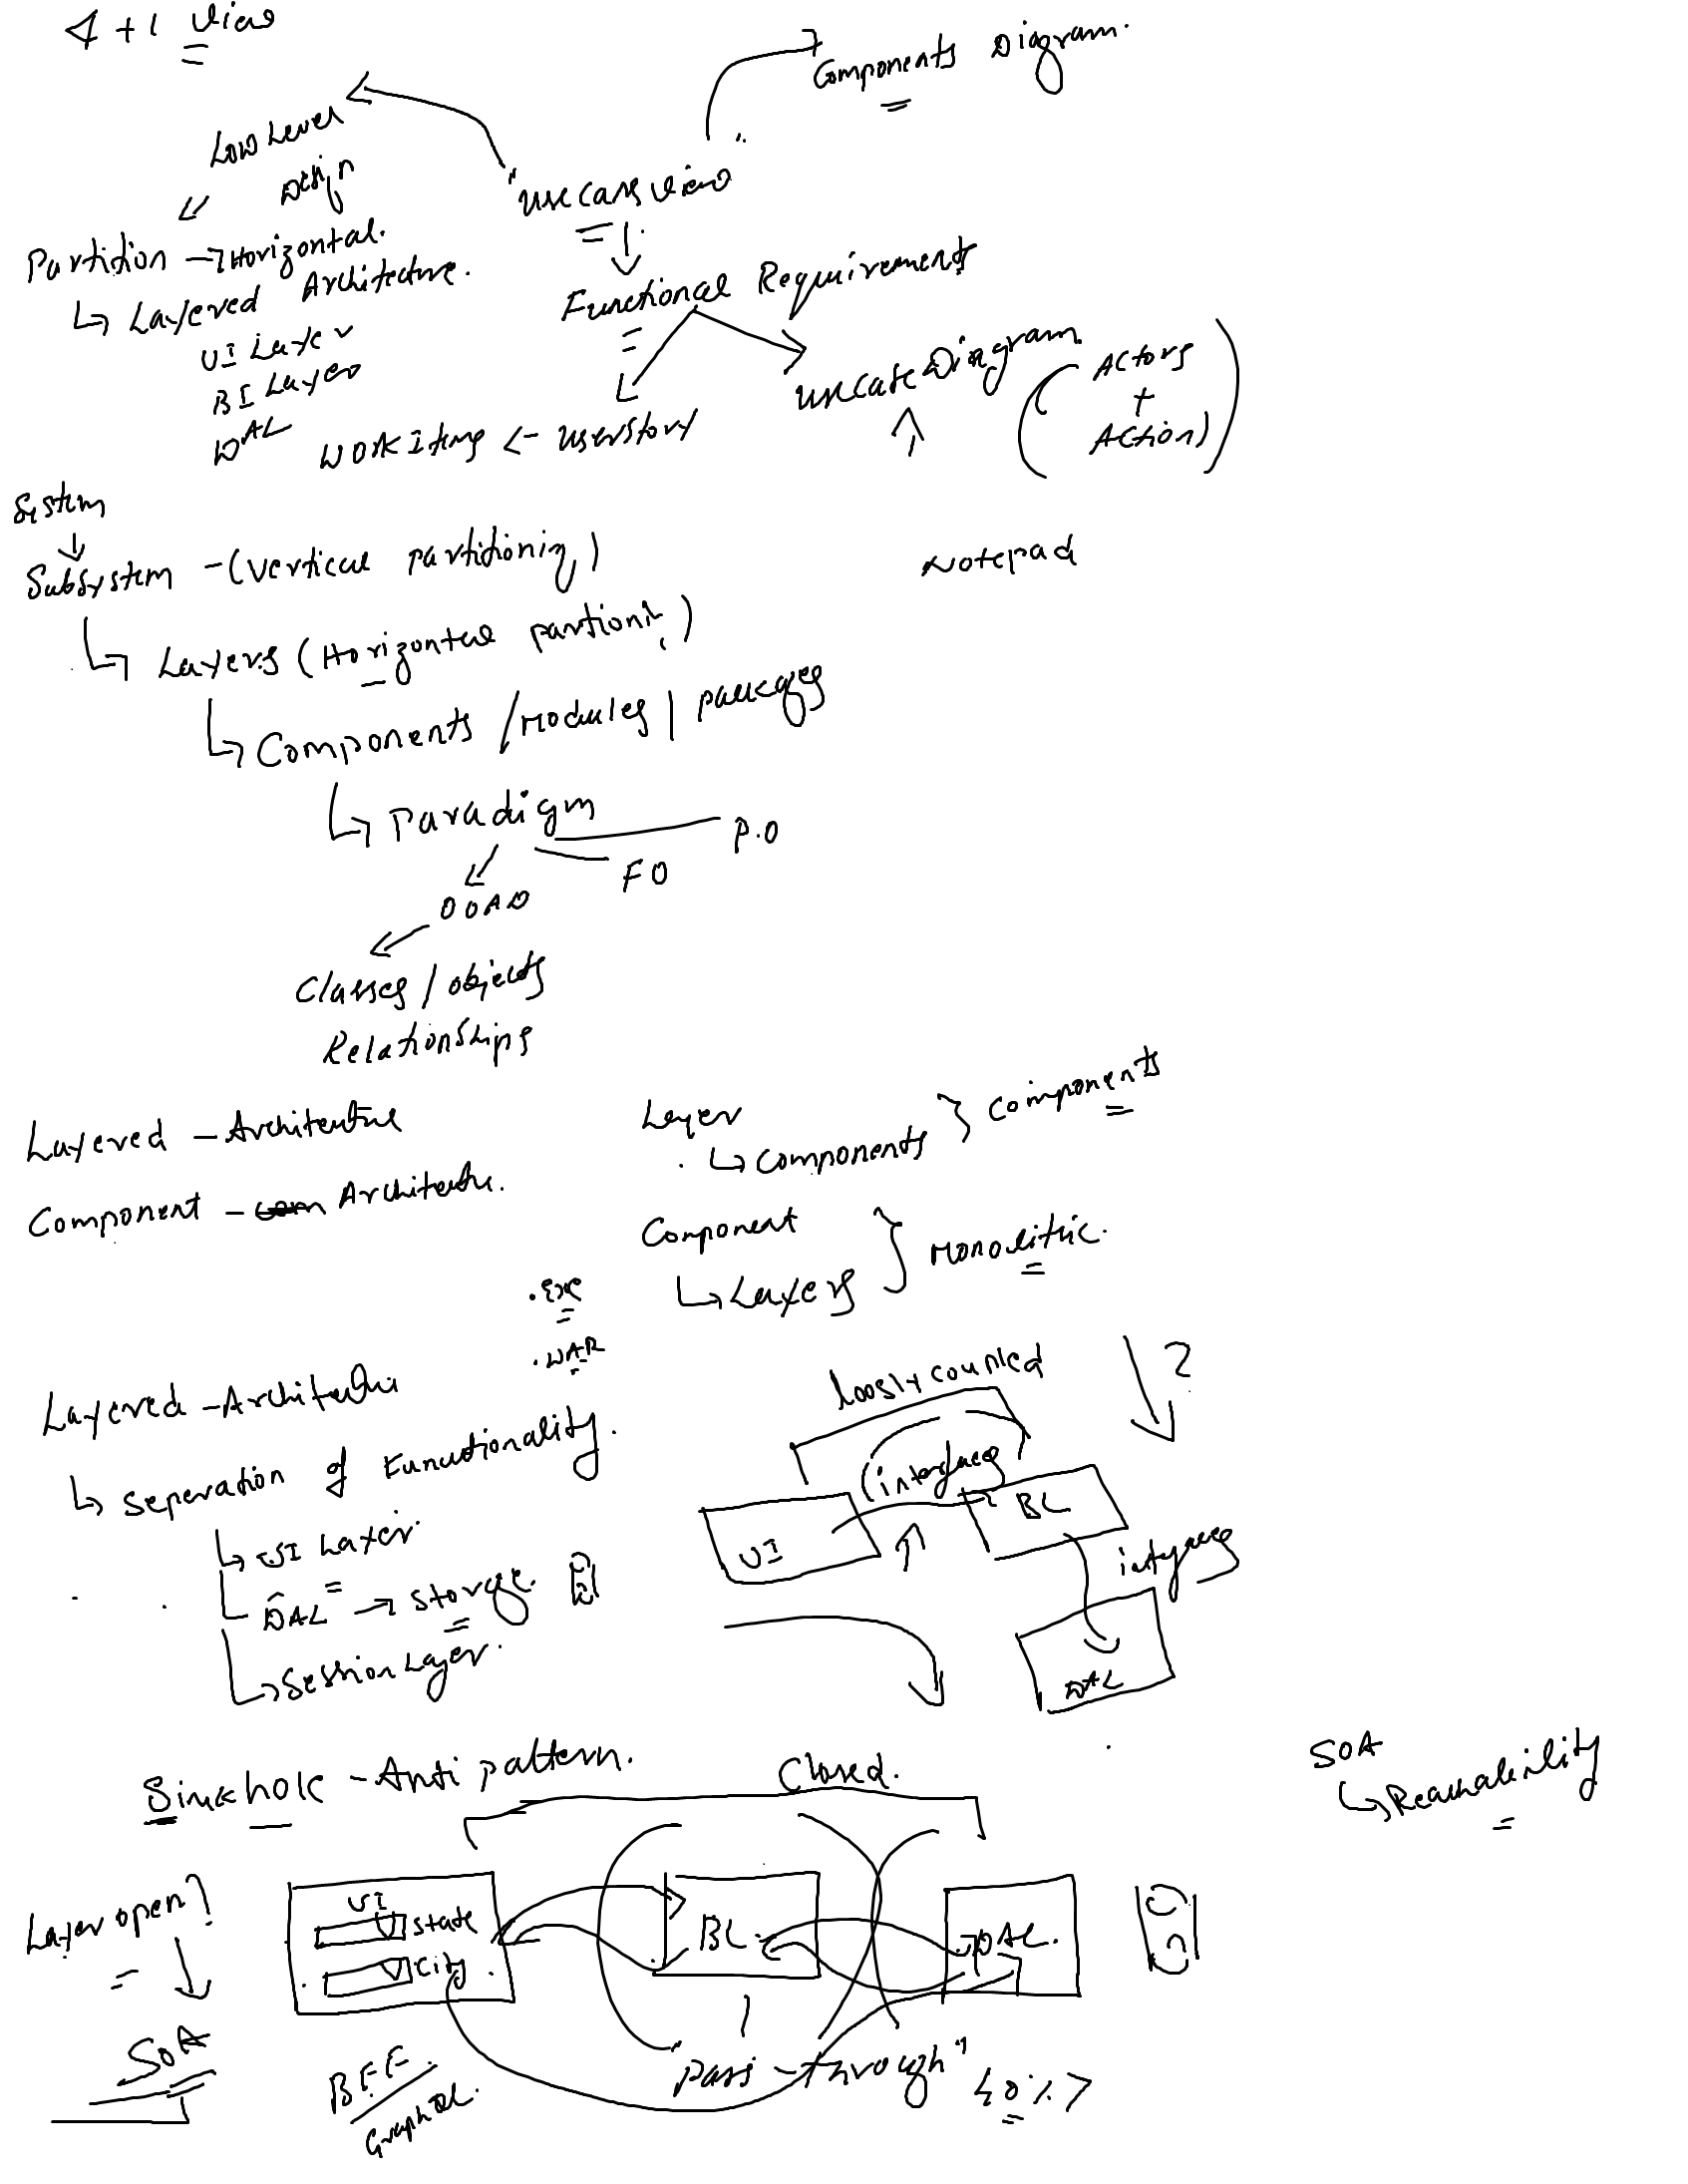 4 + 1 View
Components Diagram.
Low Level
Design
"Usecase view"
Partition → Horizontal.
Layered Architecture.
UI Layer
BI Layer
DAL
Functional Requirements
Usecase Diagram
(Actors
+
Action)
WorkItems ← userstory
System
Subsystem - (Vertical partitioning)
Notepad
Layers (Horizontal partioning)
Components / Modules / packages
Paradigm
P.O
FO
OOAD
Classes / objects
Relationships
Layered - Architecture
Component - Architecture.
Layer
Components } Components
Component
Layers } Monolithic.
.Exe
.WAR
Layered - Architecture
Seperation of Functionality.
UI Layer.
DAL → Storage.
Session Layer.
loosly coupled
?
(interfaces)
UI
BL
interfaces
DAL
Sinkhole - Anti pattern.
Closed.
SOA
Reachability
Layer open?
UI
State
City
BL
DAL.
SOA
BFF
GraphQL.
"Pass - through"